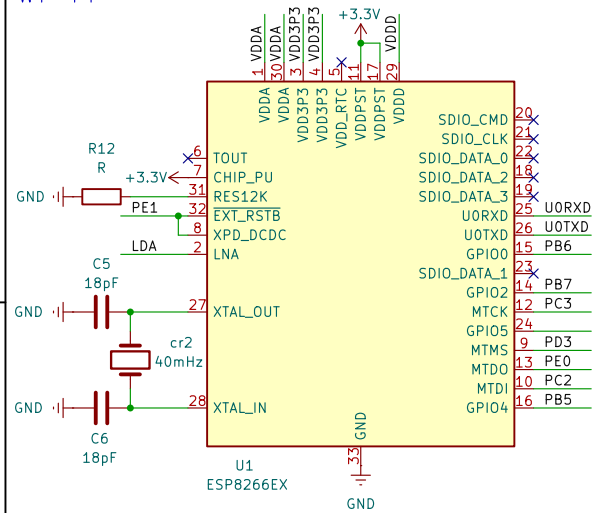 +3.3V
VDDA VDDA VDD3P3 VDD3P3 VDDD
1 30 3 4 5 11 17 29
VDDA VDDA VDD3P3 VDD3P3 VDD_RTC VDDPST VDDPST VDDD
20 SDIO_CMD
21 SDIO_CLK
R12
R
6 TOUT
22 SDIO_DATA_0
+3.3V 7 CHIP_PU
18 SDIO_DATA_2
GND 31 RES12K
19 SDIO_DATA_3
PE1 32 EXT_RSTB
U0RXD 25 U0RXD
8 XPD_DCDC
U0TXD 26 U0TXD
LDA 2 LNA
GPIO0 15 PB6
C5
18pF
SDIO_DATA_1 23
GPIO2 14 PB7
GND 27 XTAL_OUT
MTCK 12 PC3
GPIO5 24
cr2
40mHz
MTMS 9 PD3
MTDO 13 PE0
MTDI 10 PC2
GND 28 XTAL_IN
GPIO4 16 PB5
C6
18pF
GND
33
U1
ESP8266EX
GND